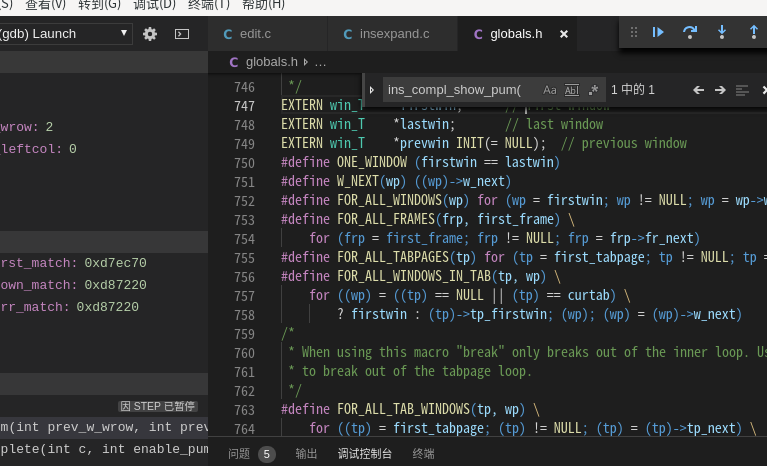 S) 查看(V) 转到(G) 调试(D) 终端(T) 帮助(H)
(gdb) Launch
edit.c insexpand.c globals.h
globals.h ...
ins_compl_show_pum( Aa Abl .* 1 中的 1
wrow: 2
leftcol: 0
rst_match: 0xd7ec70
own_match: 0xd87220
rr_match: 0xd87220
因 STEP 已暂停
m(int prev_w_wrow, int prev
plete(int c, int enable_pum
746 */
747 EXTERN win_T *firstwin; // first window
748 EXTERN win_T *lastwin; // last window
749 EXTERN win_T *prevwin INIT(= NULL); // previous window
750 #define ONE_WINDOW (firstwin == lastwin)
751 #define W_NEXT(wp) ((wp)->w_next)
752 #define FOR_ALL_WINDOWS(wp) for (wp = firstwin; wp != NULL; wp = wp->w
753 #define FOR_ALL_FRAMES(frp, first_frame) \
754 for (frp = first_frame; frp != NULL; frp = frp->fr_next)
755 #define FOR_ALL_TABPAGES(tp) for (tp = first_tabpage; tp != NULL; tp =
756 #define FOR_ALL_WINDOWS_IN_TAB(tp, wp) \
757 for ((wp) = ((tp) == NULL || (tp) == curtab) \
758 ? firstwin : (tp)->tp_firstwin; (wp); (wp) = (wp)->w_next)
759 /*
760 * When using this macro "break" only breaks out of the inner loop. Us
761 * to break out of the tabpage loop.
762 */
763 #define FOR_ALL_TAB_WINDOWS(tp, wp) \
764 for ((tp) = first_tabpage; (tp) != NULL; (tp) = (tp)->tp_next) \
问题 5 输出 调试控制台 终端